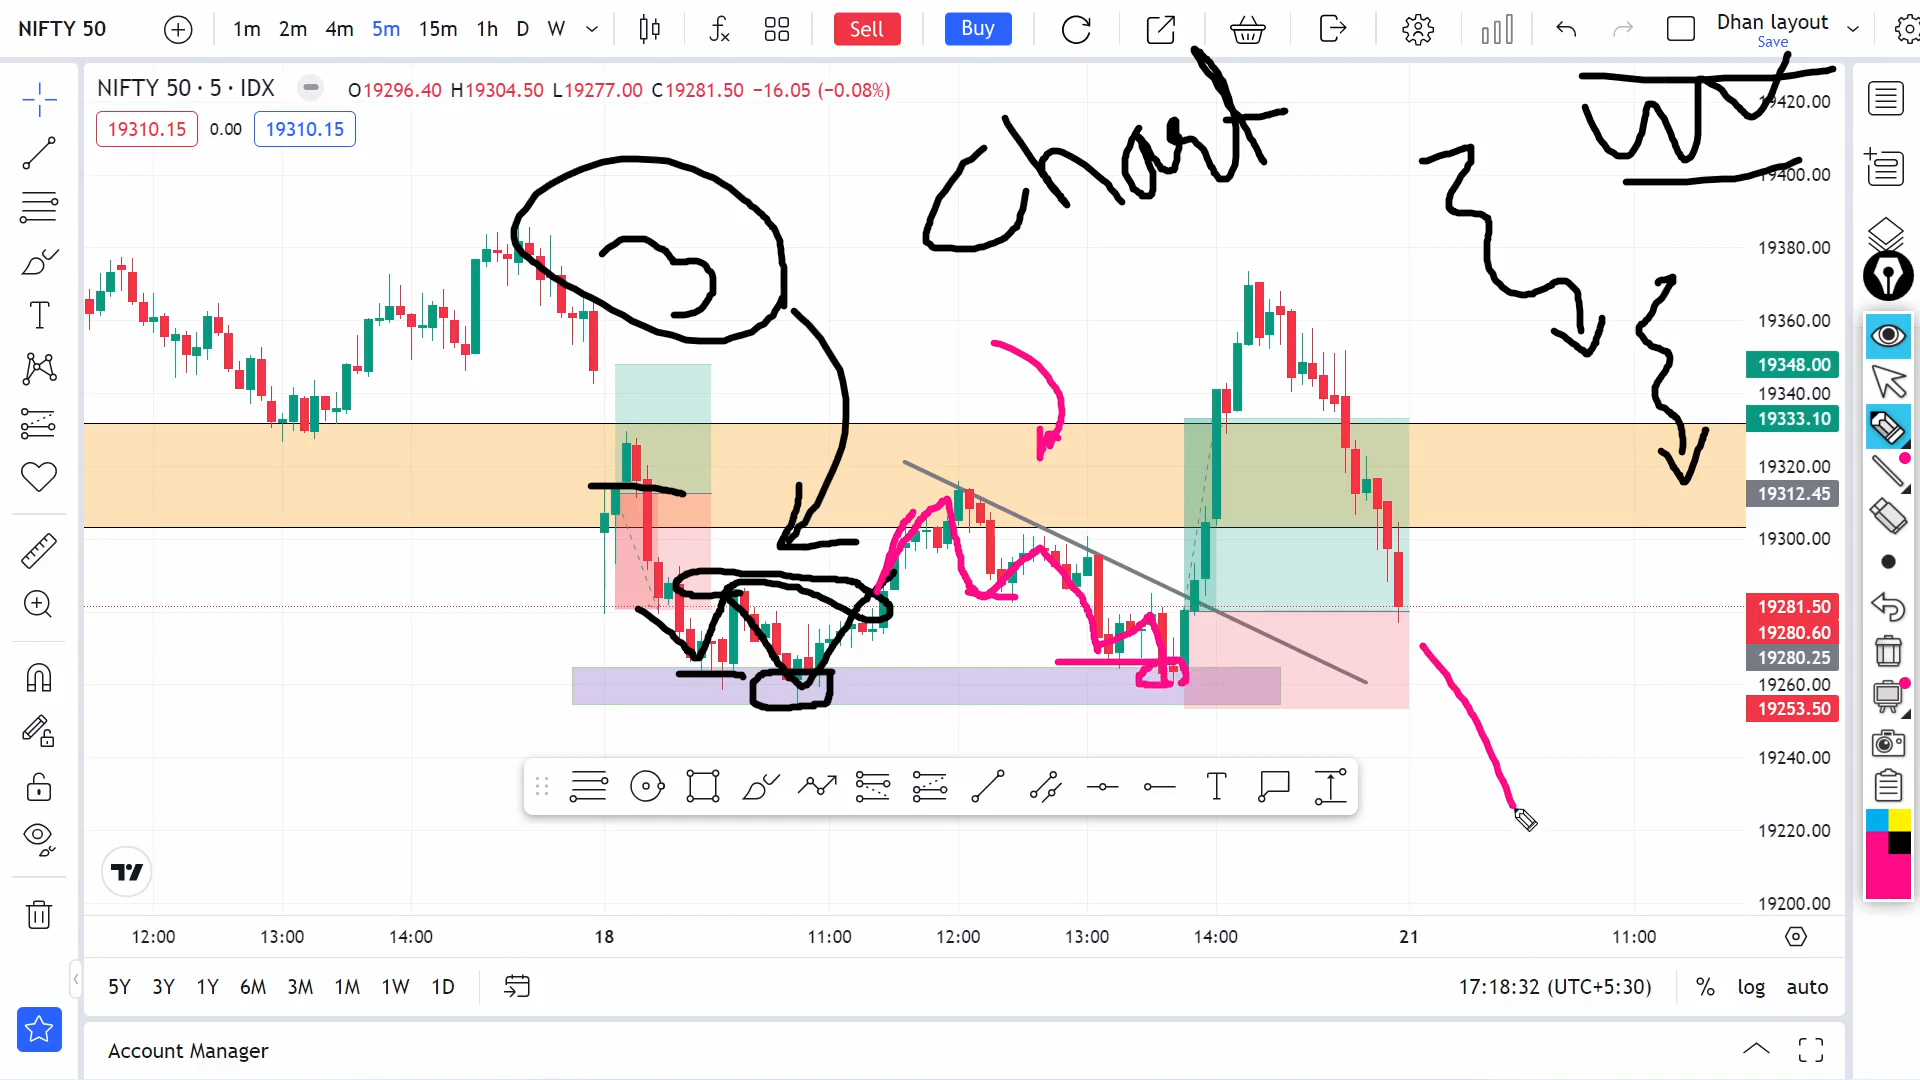 NIFTY 50 1m 2m 4m 5m 15m 1h D W Sell Buy Dhan layout
Save
NIFTY 50 · 5 · IDX O19296.40 H19304.50 L19277.00 C19281.50 −16.05 (−0.08%)
19310.15 0.00 19310.15
Chart
19420.00
19400.00
19380.00
19360.00
19348.00
19340.00
19333.10
19320.00
19312.45
19300.00
19281.50
19280.60
19280.25
19260.00
19253.50
19240.00
19220.00
19200.00
12:00 13:00 14:00 18 11:00 12:00 13:00 14:00 21 11:00
5Y 3Y 1Y 6M 3M 1M 1W 1D 17:18:32 (UTC+5:30) % log auto
Account Manager